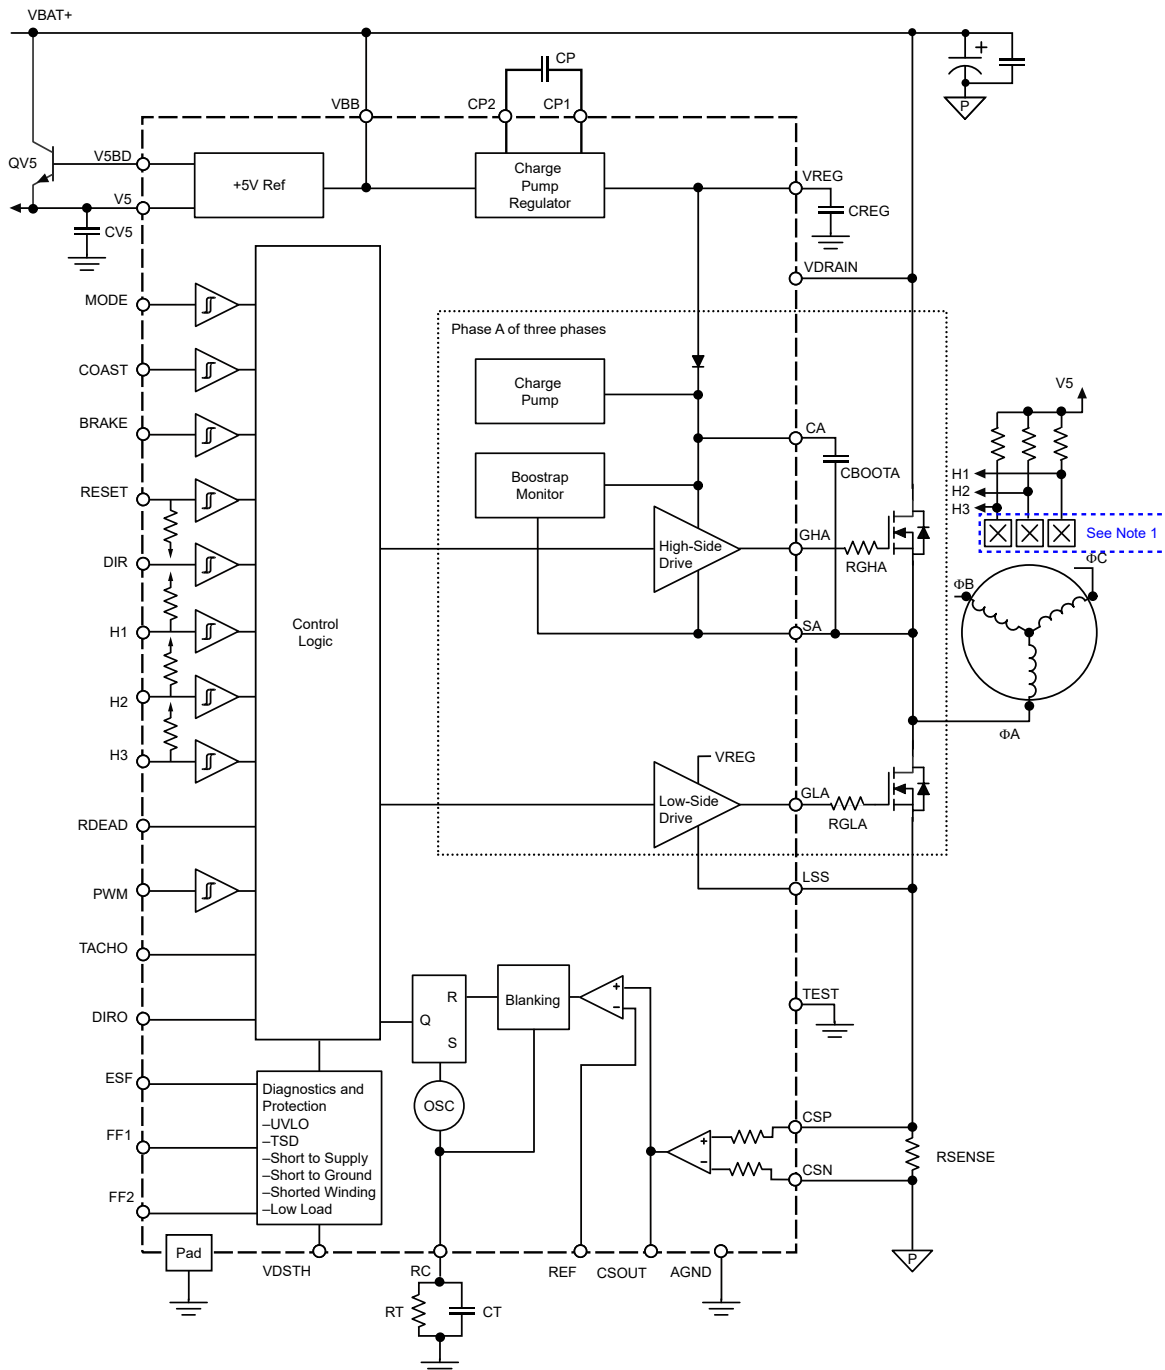 VBAT+
CP
VBB
CP2
CP1
P
QV5
V5BD
+5V Ref
Charge
Pump
Regulator
VREG
V5
CV5
CREG
VDRAIN
MODE
Phase A of three phases
COAST
Charge
Pump
V5
BRAKE
CA
CBOOTA
Boostrap
Monitor
H1
H2
H3
RESET
See Note 1
High-Side
Drive
GHA
RGHA
DIR
ΦC
ΦB
H1
Control
Logic
SA
H2
ΦA
H3
VREG
Low-Side
Drive
GLA
RGLA
RDEAD
LSS
PWM
TACHO
R
Q
S
Blanking
+
–
TEST
DIRO
ESF
Diagnostics and
Protection
–UVLO
–TSD
–Short to Supply
–Short to Ground
–Shorted Winding
–Low Load
OSC
CSP
+
–
RSENSE
FF1
CSN
FF2
Pad
VDSTH
RC
REF
CSOUT
AGND
P
RT
CT